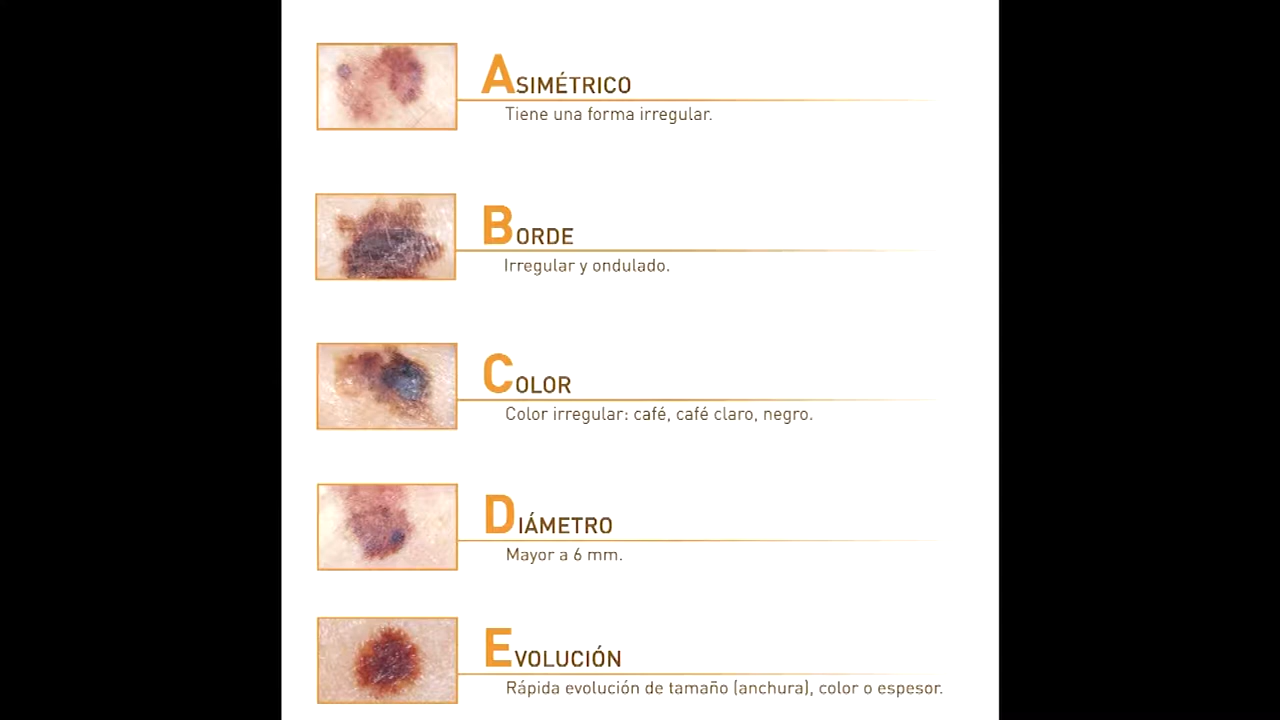 ASIMÉTRICO
Tiene una forma irregular.
BORDE
Irregular y ondulado.
COLOR
Color irregular: café, café claro, negro.
DIÁMETRO
Mayor a 6 mm.
EVOLUCIÓN
Rápida evolución de tamaño (anchura), color o espesor.